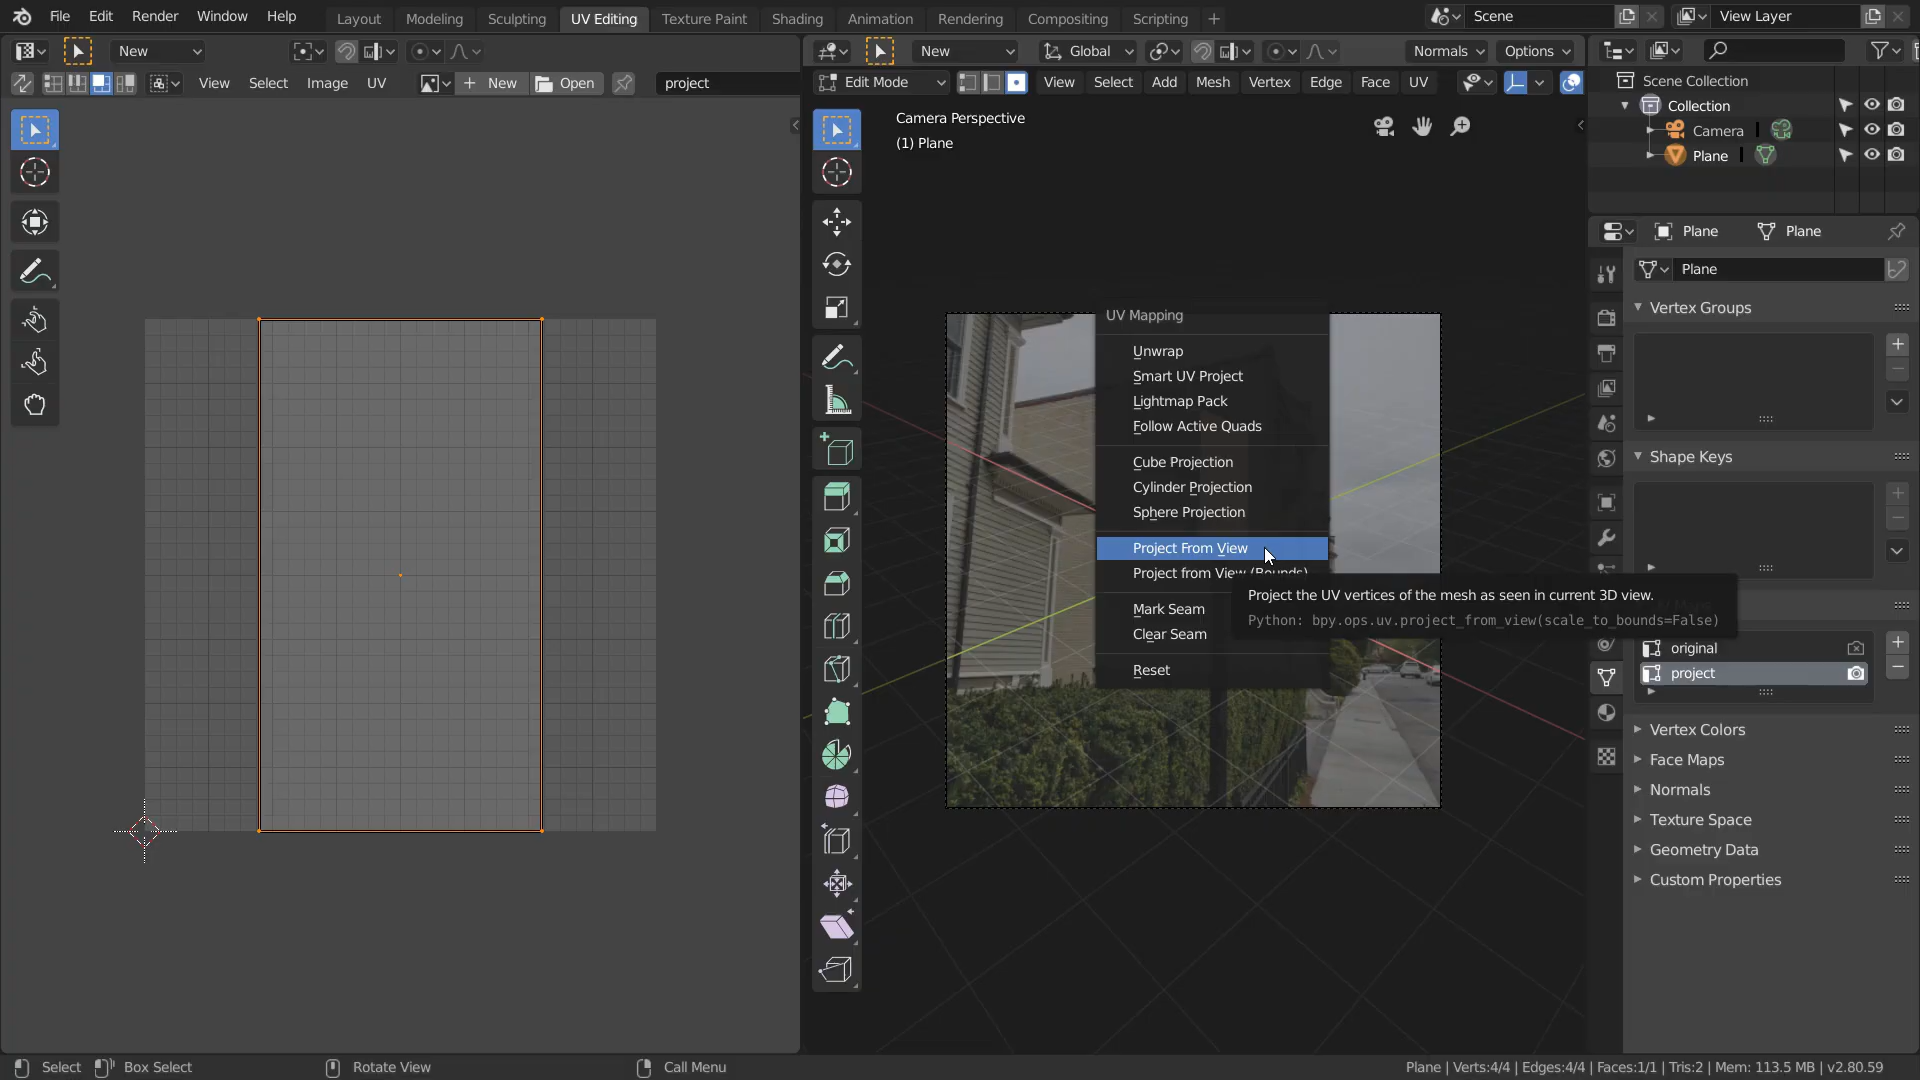 File Edit Render Window Help
Layout Modeling Sculpting UV Editing Texture Paint Shading Animation Rendering Compositing Scripting
Scene
View Layer
New
New
Global
Normals
Options
View Select Image UV
New
Open
project
Edit Mode
View Select Add Mesh Vertex Edge Face UV
Camera Perspective
(1) Plane
UV Mapping
Unwrap
Smart UV Project
Lightmap Pack
Follow Active Quads
Cube Projection
Cylinder Projection
Sphere Projection
Project From View
Project from View (Bounds)
Mark Seam
Clear Seam
Reset
Project the UV vertices of the mesh as seen in current 3D view.
Python: bpy.ops.uv.project_from_view(scale_to_bounds=False)
Scene Collection
Collection
Camera
Plane
Plane
Plane
Plane
Vertex Groups
Shape Keys
original
project
Vertex Colors
Face Maps
Normals
Texture Space
Geometry Data
Custom Properties
Select Box Select Rotate View Call Menu
Plane | Verts:4/4 | Edges:4/4 | Faces:1/1 | Tris:2 | Mem: 113.5 MB | v2.80.59